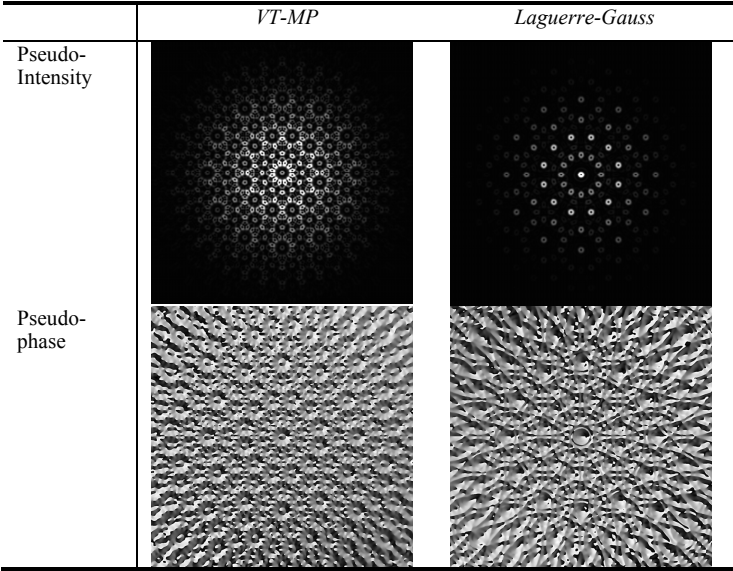 VT-MP
Laguerre-Gauss
Pseudo-
Intensity
Pseudo-
phase